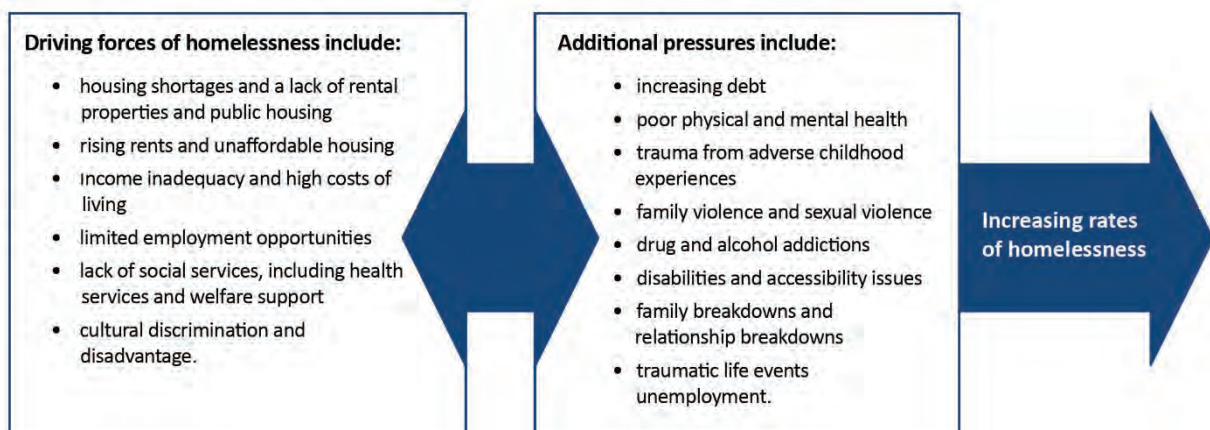 Driving forces of homelessness include:
• housing shortages and a lack of rental
properties and public housing
• rising rents and unaffordable housing
• income inadequacy and high costs of
living
• limited employment opportunities
• lack of social services, including health
services and welfare support
• cultural discrimination and
disadvantage.
Additional pressures include:
• increasing debt
• poor physical and mental health
• trauma from adverse childhood
experiences
• family violence and sexual violence
• drug and alcohol addictions
• disabilities and accessibility issues
• family breakdowns and
relationship breakdowns
• traumatic life events
unemployment.
Increasing rates
of homelessness